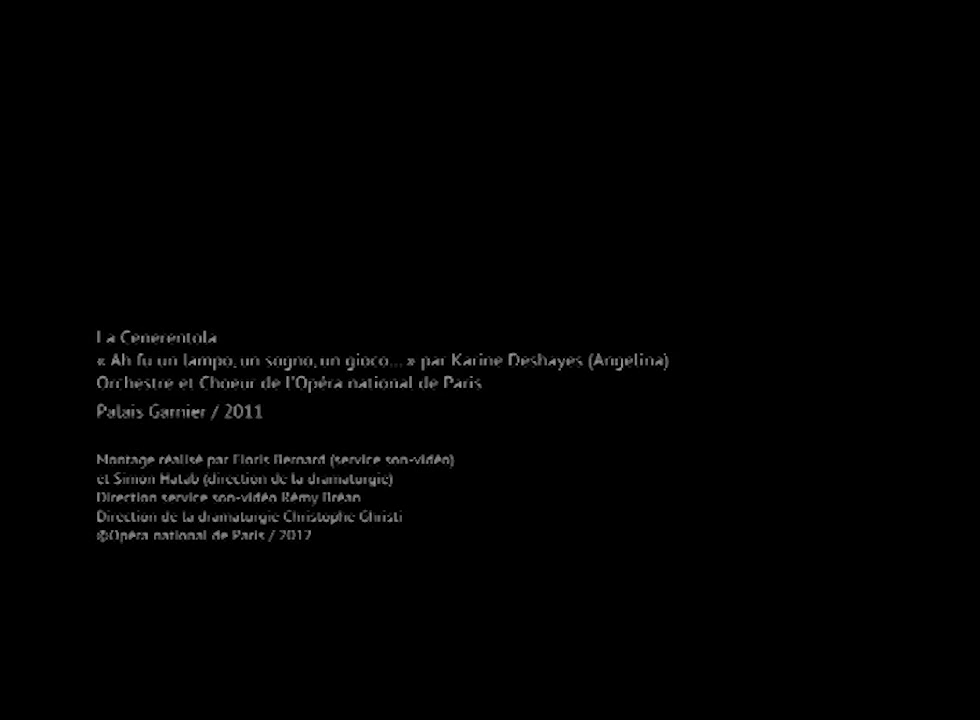 La Cenerentola
« Ah fu un lampo, un sogno, un gioco... » par Karine Deshayes (Angelina)
Orchestre et Choeur de l'Opéra national de Paris
Palais Garnier / 2011
Montage réalisé par Floris Bernard (service son-vidéo)
et Simon Hatab (direction de la dramaturgie)
Direction service son-vidéo Rémy Bréan
Direction de la dramaturgie Christophe Ghristi
©Opéra national de Paris / 2012